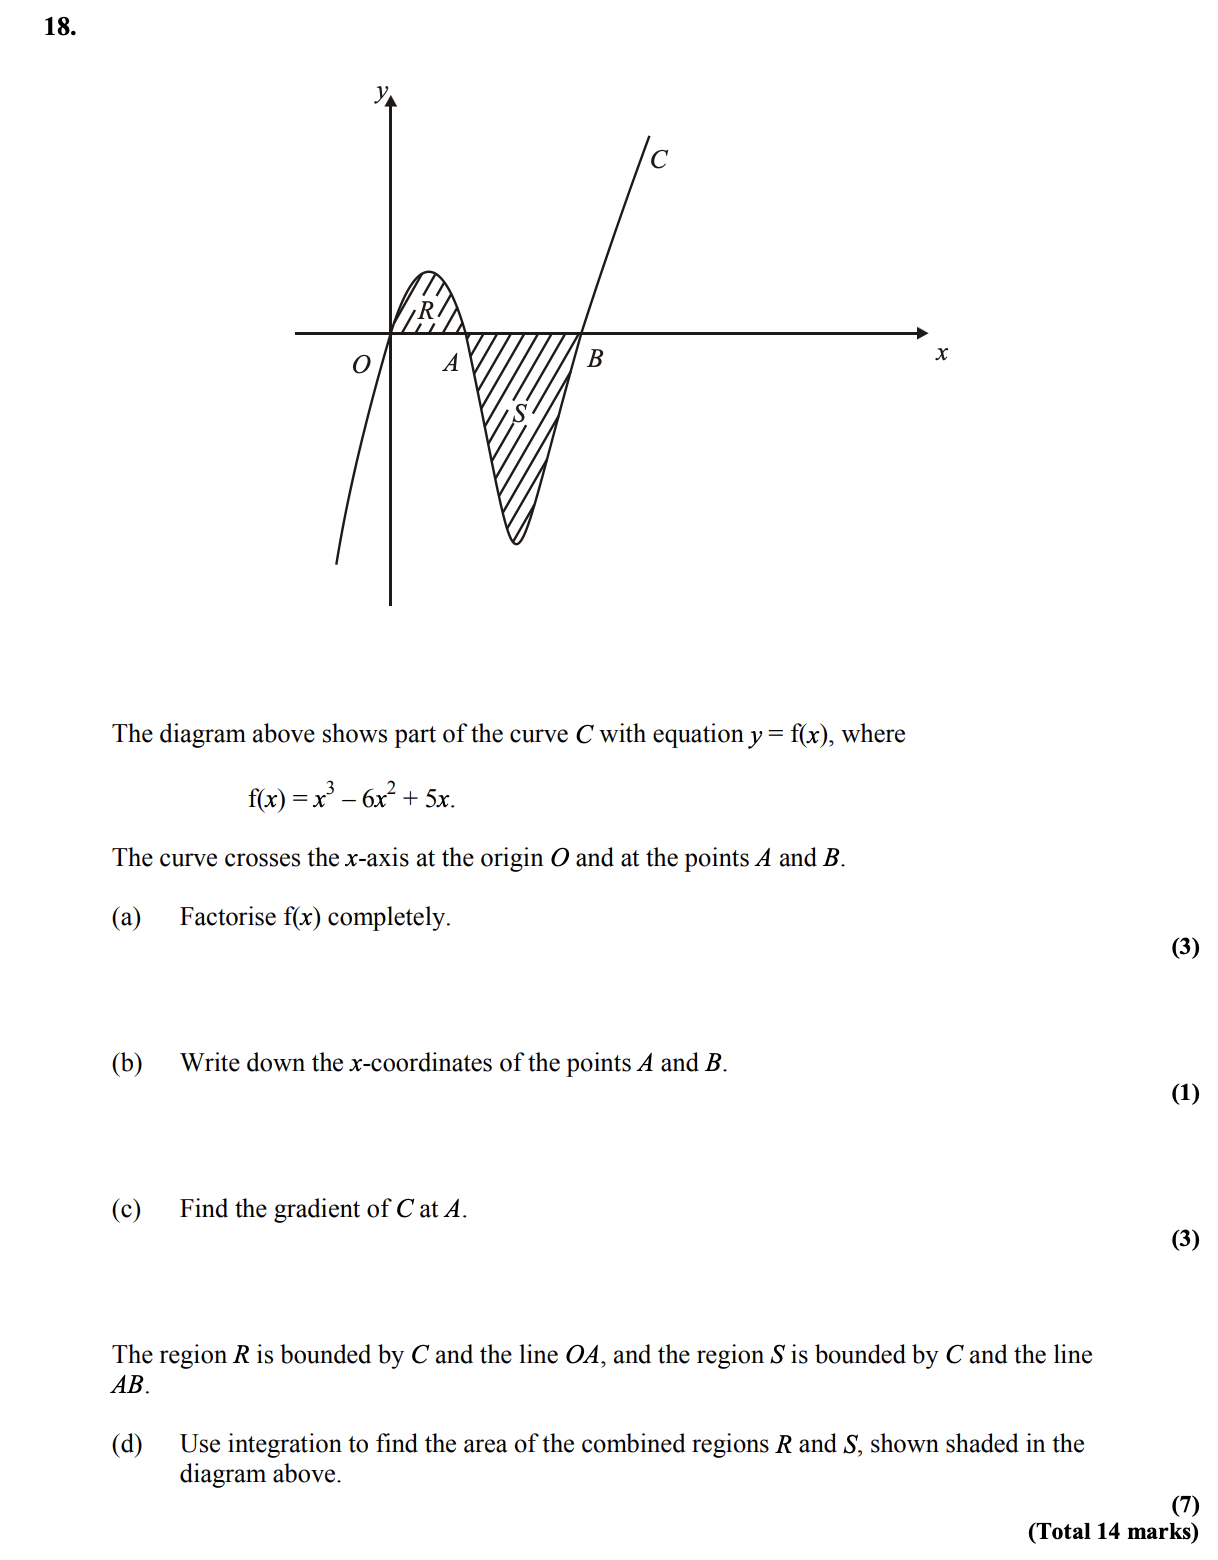 18.
y
C
R
O
A
B
x
S
The diagram above shows part of the curve C with equation y = f(x), where
f(x) = x³ – 6x² + 5x.
The curve crosses the x-axis at the origin O and at the points A and B.
(a) Factorise f(x) completely.
(3)
(b) Write down the x-coordinates of the points A and B.
(1)
(c) Find the gradient of C at A.
(3)
The region R is bounded by C and the line OA, and the region S is bounded by C and the line
AB.
(d) Use integration to find the area of the combined regions R and S, shown shaded in the
diagram above.
(7)
(Total 14 marks)